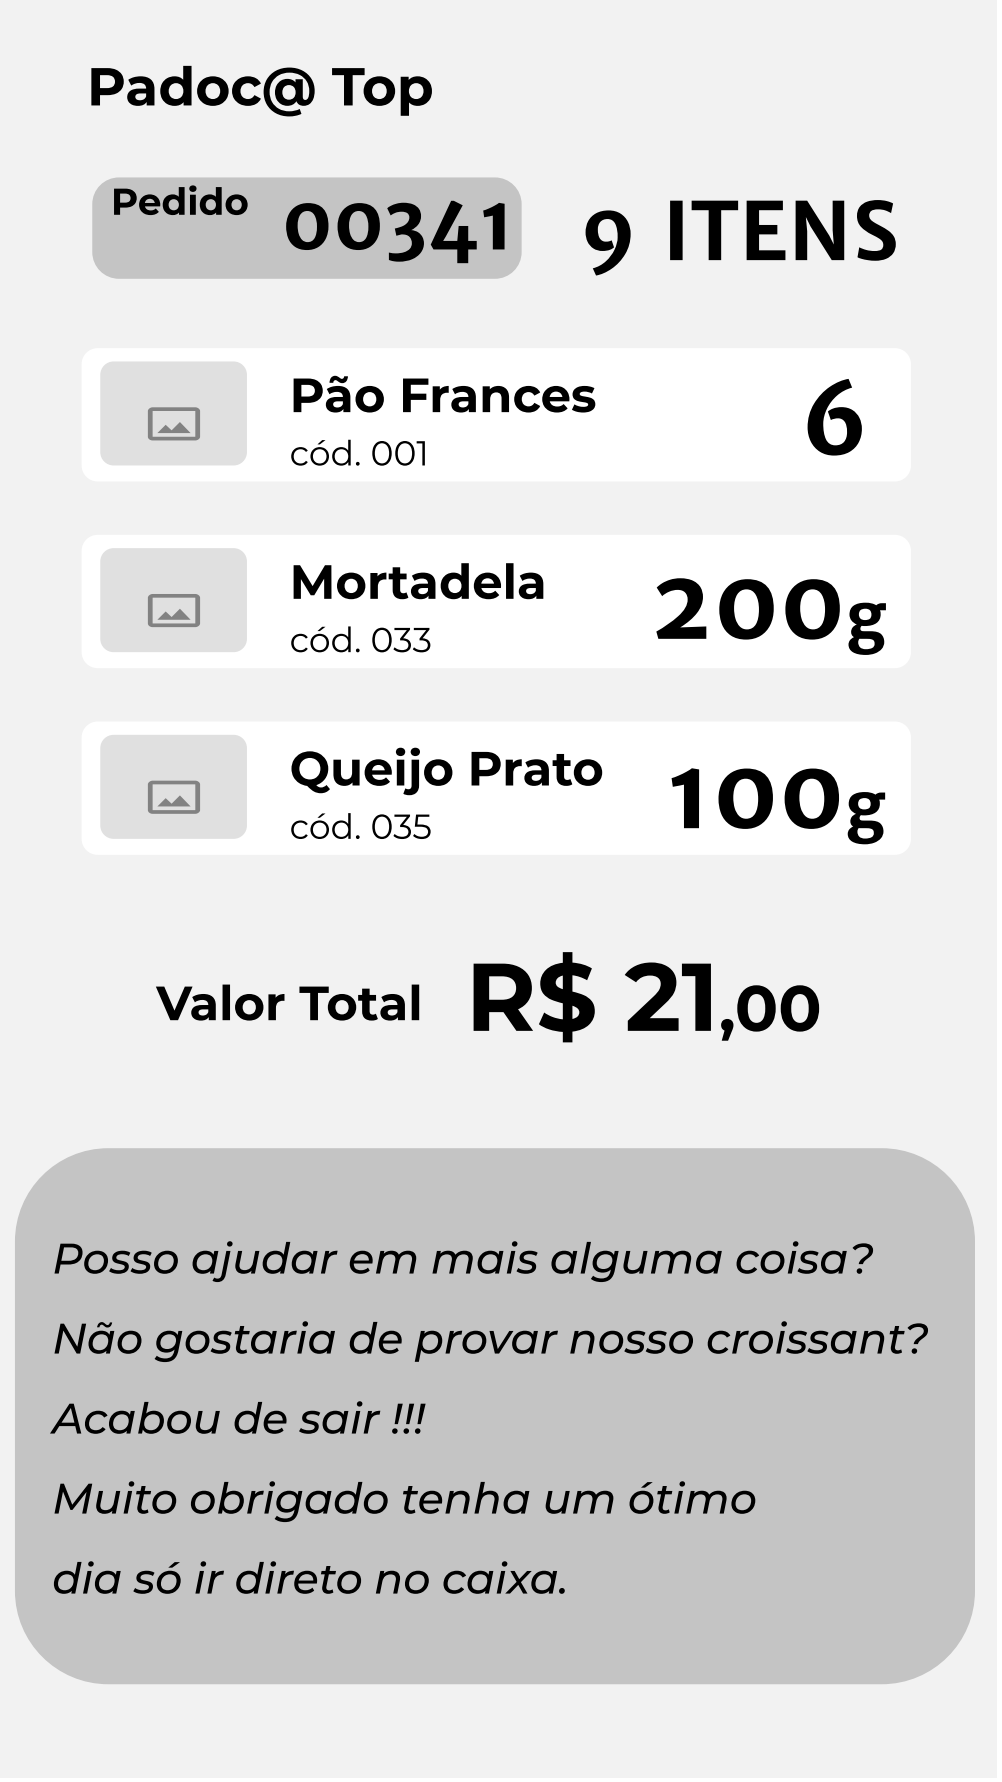 Padoc@ Top
Pedido 00341 9 ITENS
Pão Frances
cód. 001
6
Mortadela
cód. 033
200g
Queijo Prato
cód. 035
100g
Valor Total R$ 21,00
Posso ajudar em mais alguma coisa?
Não gostaria de provar nosso croissant?
Acabou de sair !!!
Muito obrigado tenha um ótimo
dia só ir direto no caixa.